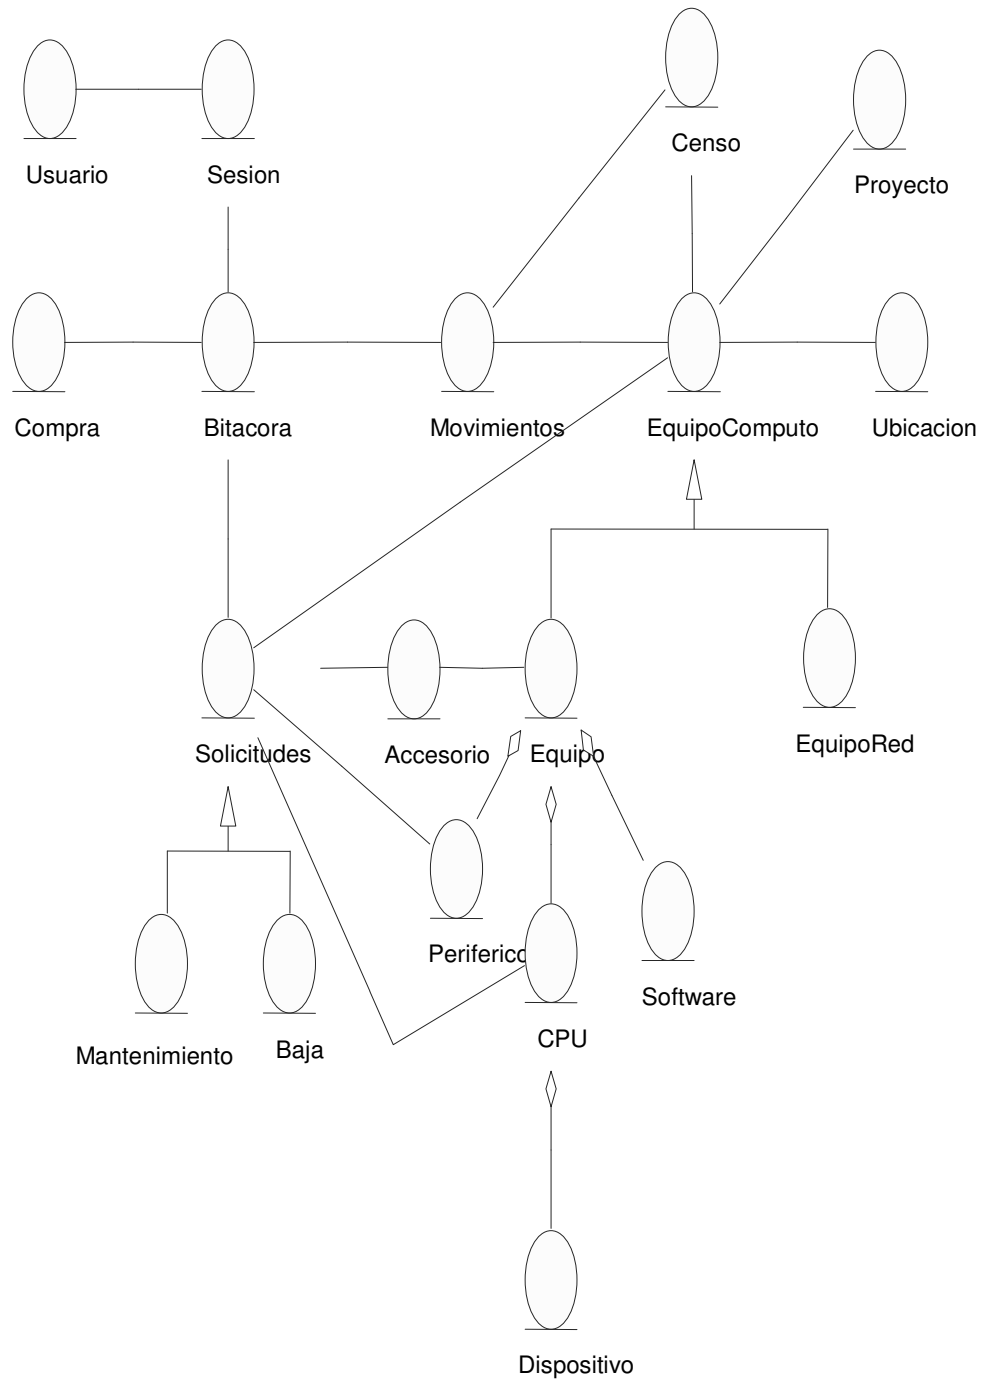 Censo
Usuario
Sesion
Proyecto
Compra
Bitacora
Movimientos
EquipoComputo
Ubicacion
Solicitudes
Accesorio
Equipo
EquipoRed
Periferico
Software
Mantenimiento
Baja
CPU
Dispositivo